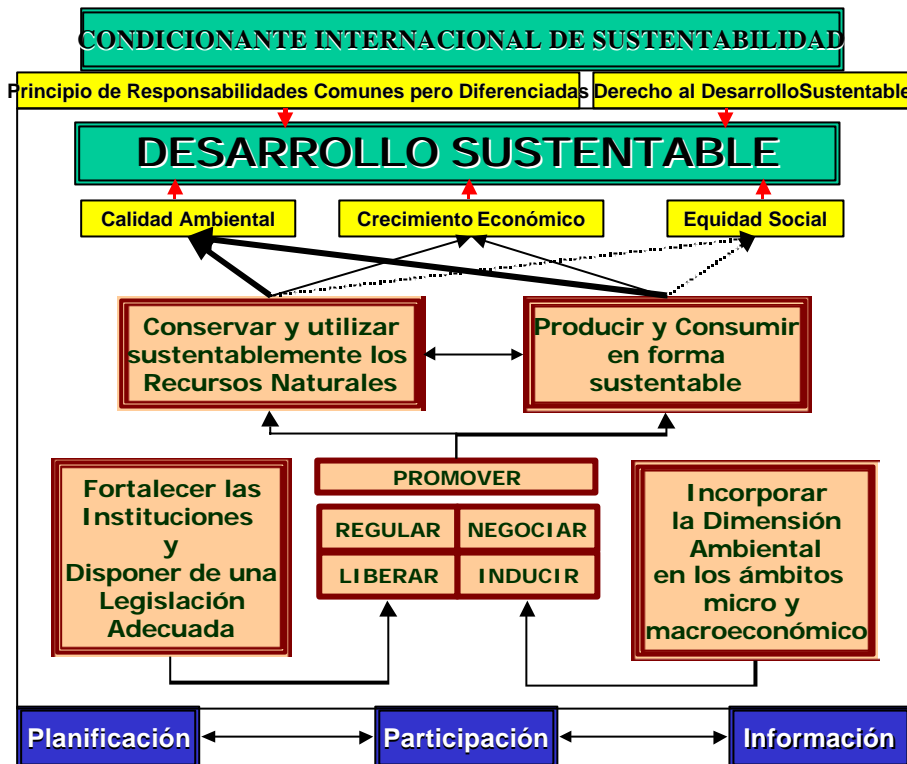 CONDICIONANTE INTERNACIONAL DE SUSTENTABILIDAD
Principio de Responsabilidades Comunes pero Diferenciadas
Derecho al DesarrolloSustentable
DESARROLLO SUSTENTABLE
Calidad Ambiental
Crecimiento Económico
Equidad Social
Conservar y utilizar
sustentablemente los
Recursos Naturales
Producir y Consumir
en forma
sustentable
Fortalecer las
Instituciones
y
Disponer de una
Legislación
Adecuada
PROMOVER
REGULAR
NEGOCIAR
LIBERAR
INDUCIR
Incorporar
la Dimensión
Ambiental
en los ámbitos
micro y
macroeconómico
Planificación
Participación
Información